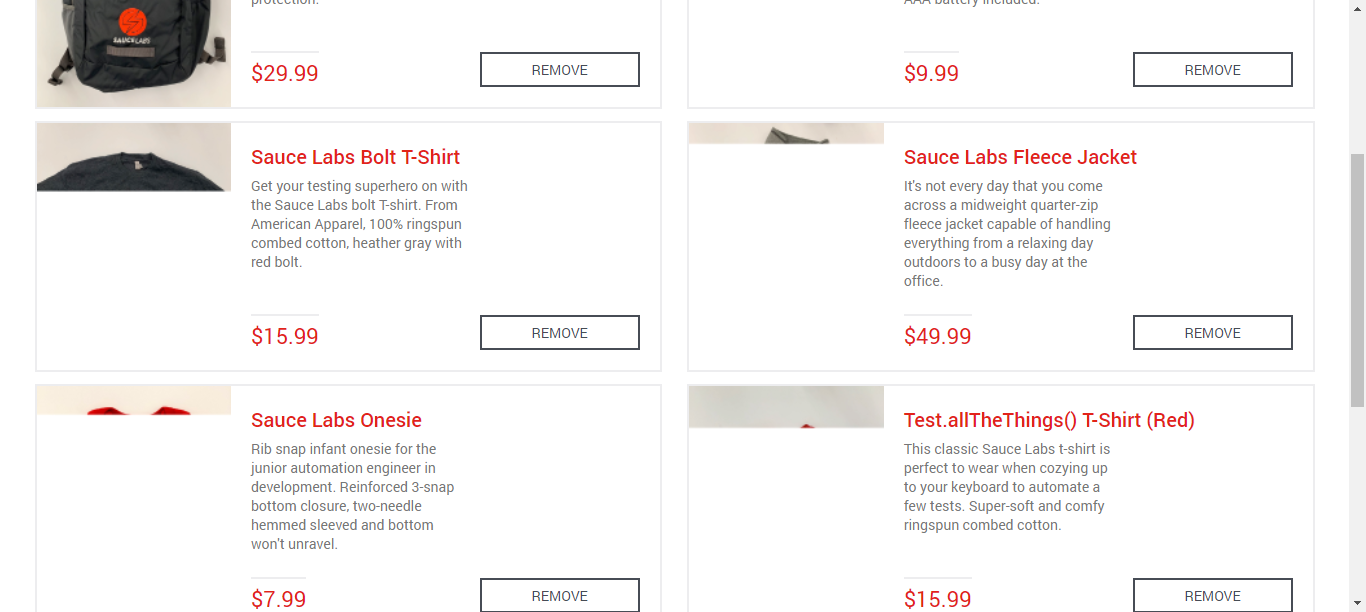 protection.
SAUCELABS
$29.99
REMOVE
AAA battery included.
$9.99
REMOVE
Sauce Labs Bolt T-Shirt
Get your testing superhero on with
the Sauce Labs bolt T-shirt. From
American Apparel, 100% ringspun
combed cotton, heather gray with
red bolt.
$15.99
REMOVE
Sauce Labs Fleece Jacket
It's not every day that you come
across a midweight quarter-zip
fleece jacket capable of handling
everything from a relaxing day
outdoors to a busy day at the
office.
$49.99
REMOVE
Sauce Labs Onesie
Rib snap infant onesie for the
junior automation engineer in
development. Reinforced 3-snap
bottom closure, two-needle
hemmed sleeved and bottom
won't unravel.
$7.99
REMOVE
Test.allTheThings() T-Shirt (Red)
This classic Sauce Labs t-shirt is
perfect to wear when cozying up
to your keyboard to automate a
few tests. Super-soft and comfy
ringspun combed cotton.
$15.99
REMOVE